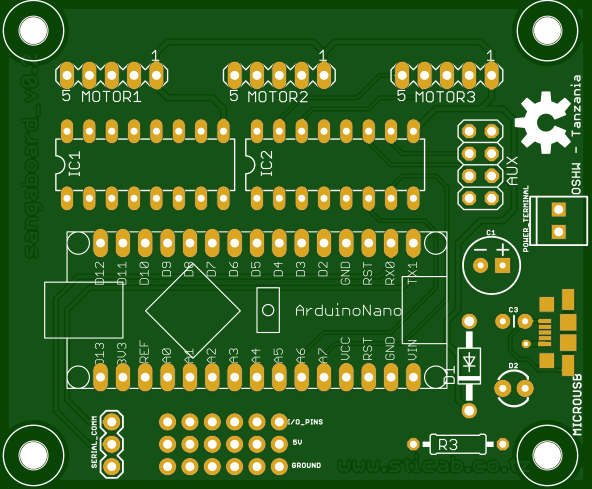 1
1
1
5 MOTOR1
5 MOTOR2
5 MOTOR3
OSHW - Tanzania
sangaboard_v0.
IC1
IC2
AUX
POWER_TERMINAL
D12 D11 D10 D9 D8 D7 D6 D5 D4 D3 D2 GND RST RX0 TX1
C1
- +
ArduinoNano
C3
D13 3V3 REF A0 A1 A2 A3 A4 A5 A6 A7 VCC RST GND VIN
D1
D2
MICROUSB
SERIAL_COMM
I/O_PINS
5V
GROUND
R3
www.sticab.co.tz